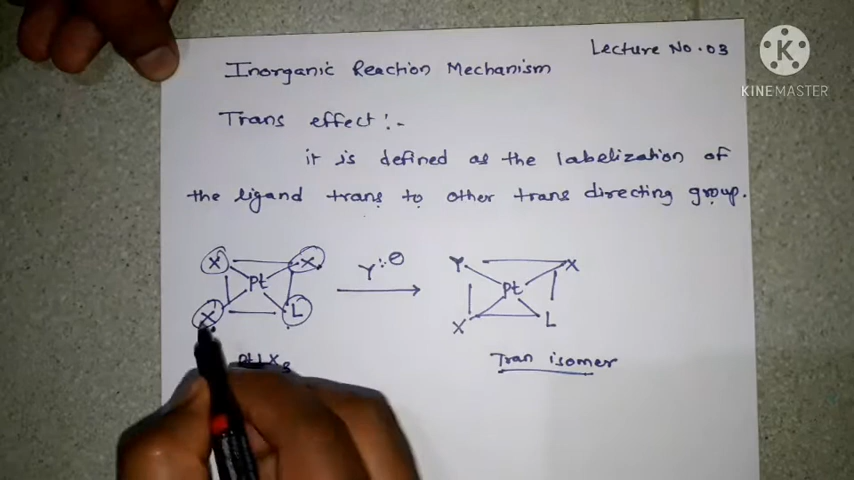 Lecture No. 03
Inorganic Reaction Mechanism
K
KINEMASTER
Trans effect :-
it is defined as the labelization of
the ligand trans to other trans directing group.
X X Y:⊖ Y X
Pt Pt
X L X L
PtLX3 Tran isomer